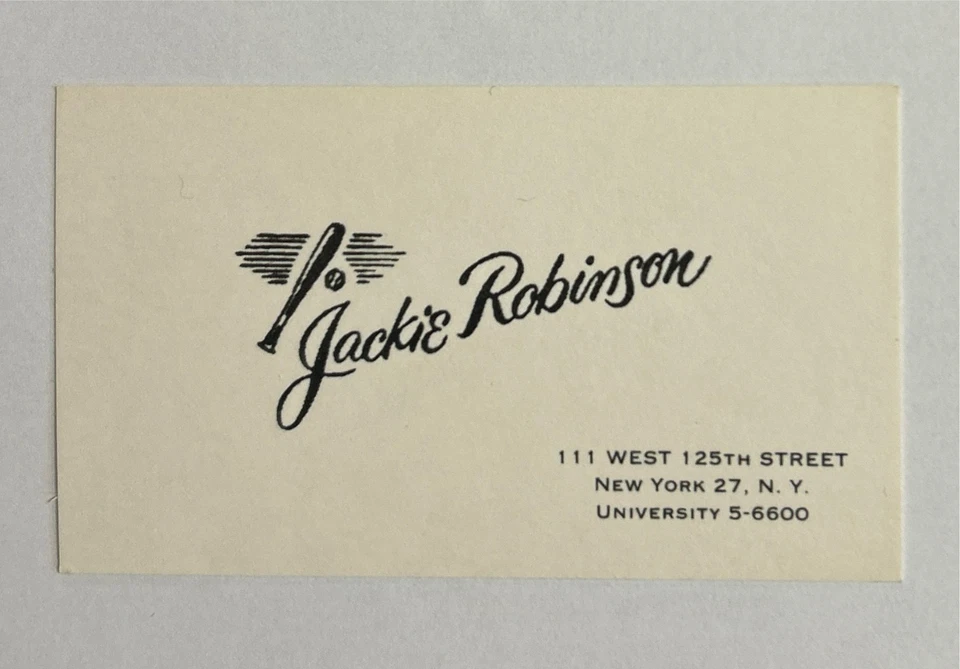 Jackie Robinson
111 WEST 125TH STREET
NEW YORK 27, N. Y.
UNIVERSITY 5-6600